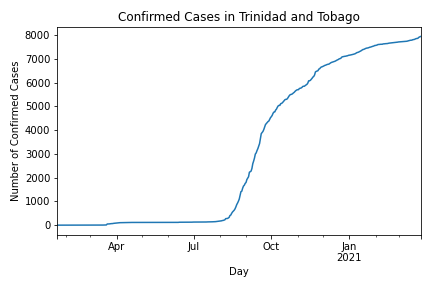 Confirmed Cases in Trinidad and Tobago
8000
7000
6000
5000
4000
3000
2000
1000
0
Number of Confirmed Cases
Apr
Jul
Oct
Jan
2021
Day